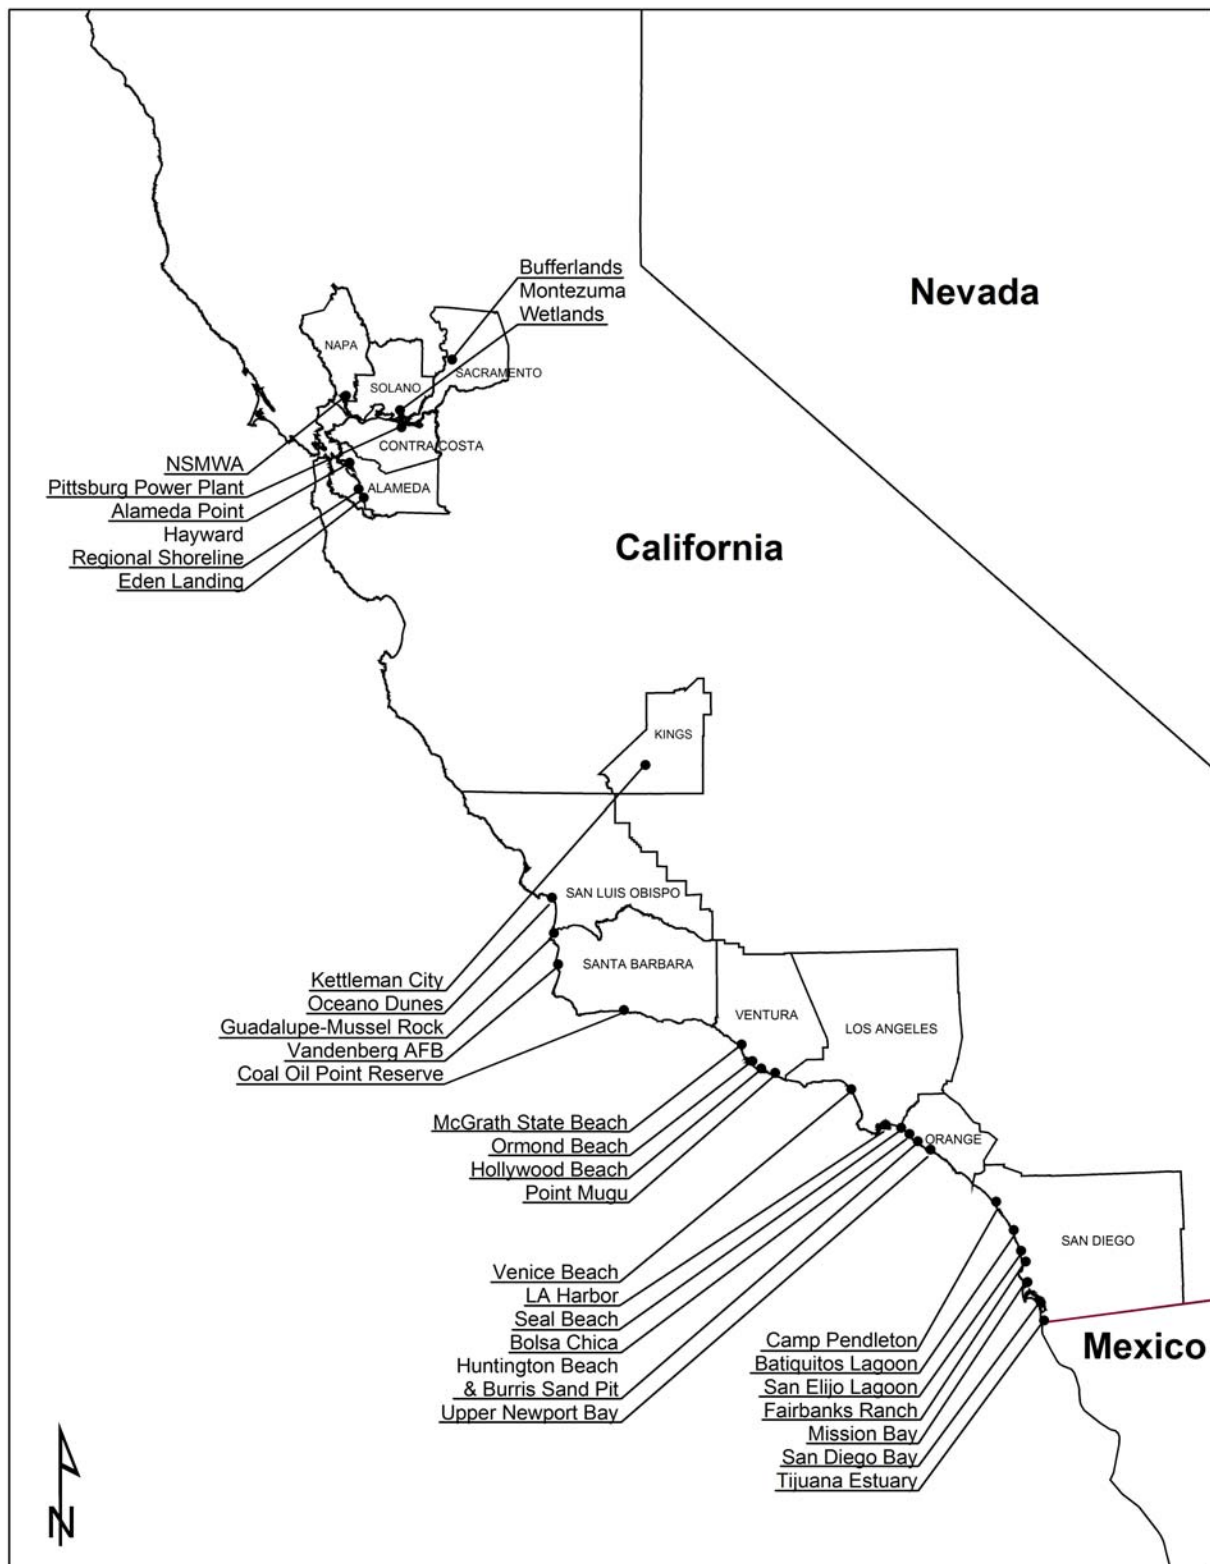 Bufferlands
Montezuma
Wetlands
Nevada
NAPA
SOLANO
SACRAMENTO
CONTRA COSTA
ALAMEDA
NSMWA
Pittsburg Power Plant
Alameda Point
Hayward
Regional Shoreline
Eden Landing
California
KINGS
SAN LUIS OBISPO
SANTA BARBARA
VENTURA
LOS ANGELES
ORANGE
SAN DIEGO
Kettleman City
Oceano Dunes
Guadalupe-Mussel Rock
Vandenberg AFB
Coal Oil Point Reserve
McGrath State Beach
Ormond Beach
Hollywood Beach
Point Mugu
Venice Beach
LA Harbor
Seal Beach
Bolsa Chica
Huntington Beach
& Burris Sand Pit
Upper Newport Bay
Camp Pendleton
Batiquitos Lagoon
San Elijo Lagoon
Fairbanks Ranch
Mission Bay
San Diego Bay
Tijuana Estuary
Mexico
N